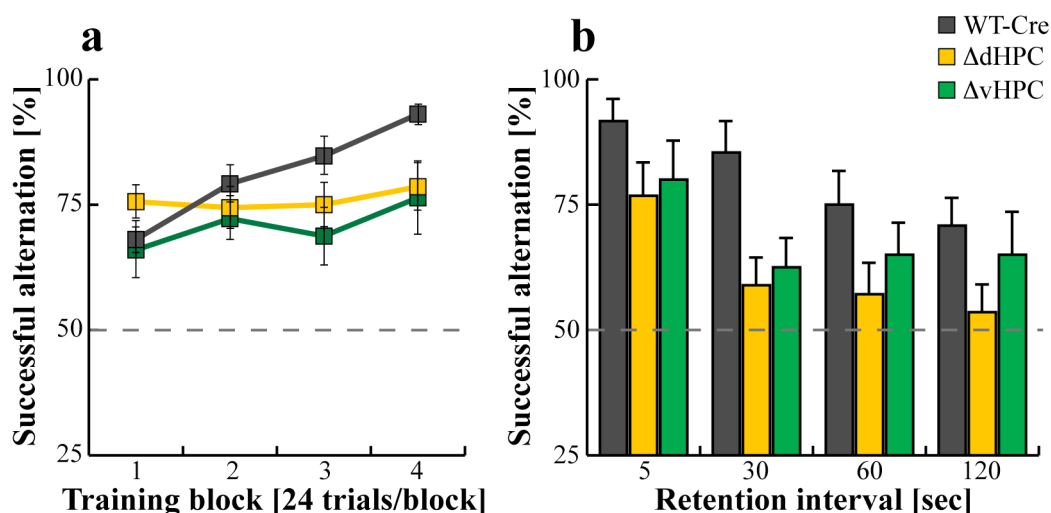 a
Successful alternation [%]
100
75
50
25
1 2 3 4
Training block [24 trials/block]
b
WT-Cre
ΔdHPC
ΔvHPC
Successful alternation [%]
100
75
50
25
5 30 60 120
Retention interval [sec]